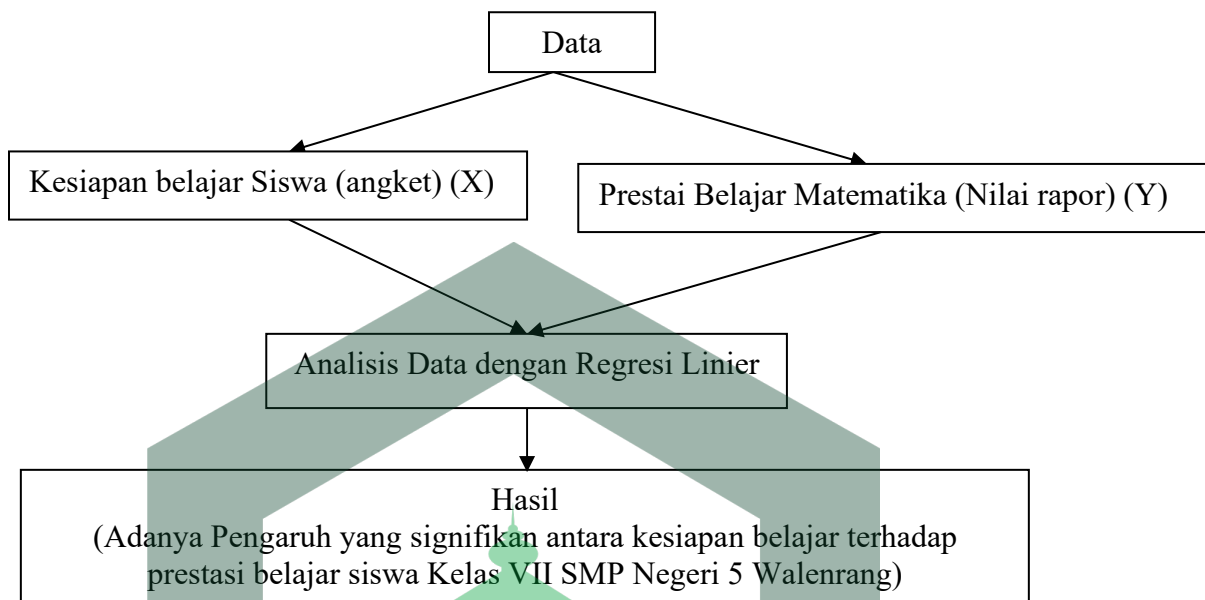 Data
Kesiapan belajar Siswa (angket) (X)
Prestai Belajar Matematika (Nilai rapor) (Y)
Analisis Data dengan Regresi Linier
Hasil
(Adanya Pengaruh yang signifikan antara kesiapan belajar terhadap
prestasi belajar siswa Kelas VII SMP Negeri 5 Walenrang)